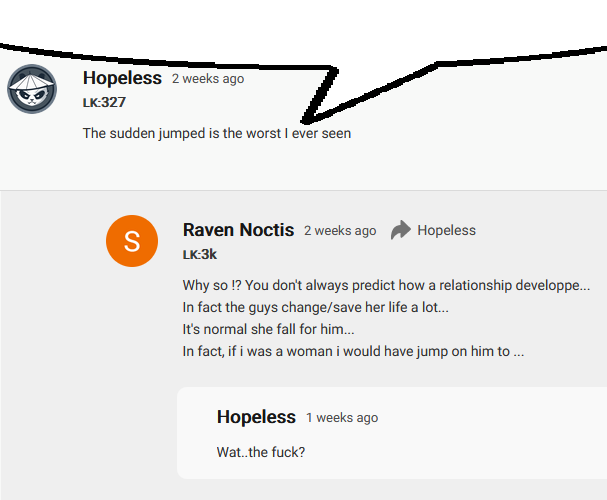 Hopeless 2 weeks ago
LK:327
The sudden jumped is the worst I ever seen
S
Raven Noctis 2 weeks ago Hopeless
LK:3k
Why so !? You don't always predict how a relationship developpe...
In fact the guys change/save her life a lot...
It's normal she fall for him...
In fact, if i was a woman i would have jump on him to ...
Hopeless 1 weeks ago
Wat..the fuck?